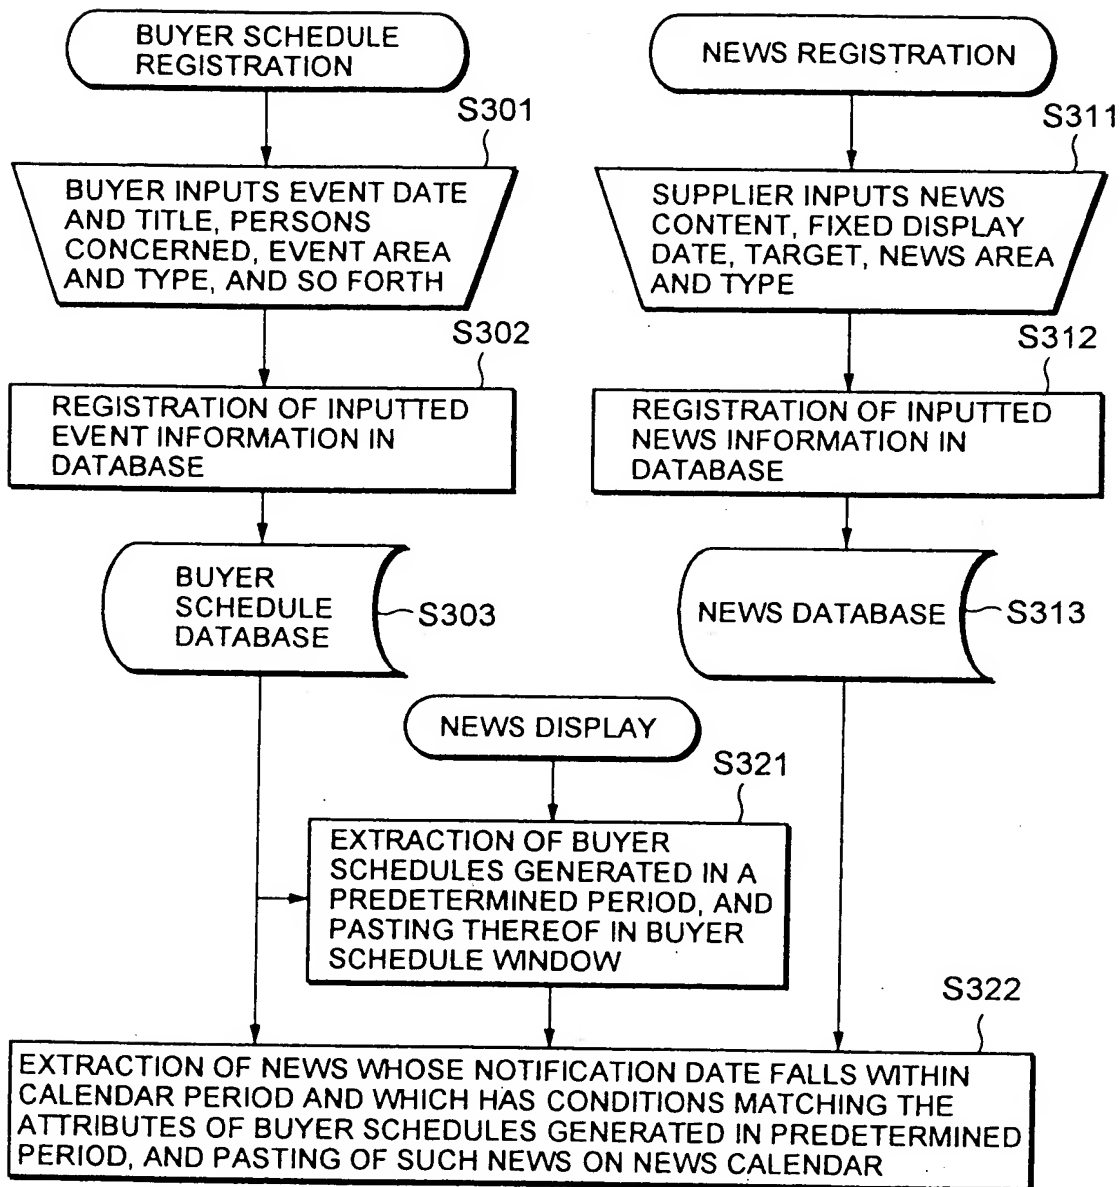 BUYER SCHEDULE
REGISTRATION
S301
BUYER INPUTS EVENT DATE
AND TITLE, PERSONS
CONCERNED, EVENT AREA
AND TYPE, AND SO FORTH
S302
REGISTRATION OF INPUTTED
EVENT INFORMATION IN
DATABASE
BUYER
SCHEDULE
DATABASE
S303
NEWS REGISTRATION
S311
SUPPLIER INPUTS NEWS
CONTENT, FIXED DISPLAY
DATE, TARGET, NEWS AREA
AND TYPE
S312
REGISTRATION OF INPUTTED
NEWS INFORMATION IN
DATABASE
NEWS DATABASE
S313
NEWS DISPLAY
S321
EXTRACTION OF BUYER
SCHEDULES GENERATED IN A
PREDETERMINED PERIOD, AND
PASTING THEREOF IN BUYER
SCHEDULE WINDOW
S322
EXTRACTION OF NEWS WHOSE NOTIFICATION DATE FALLS WITHIN
CALENDAR PERIOD AND WHICH HAS CONDITIONS MATCHING THE
ATTRIBUTES OF BUYER SCHEDULES GENERATED IN PREDETERMINED
PERIOD, AND PASTING OF SUCH NEWS ON NEWS CALENDAR